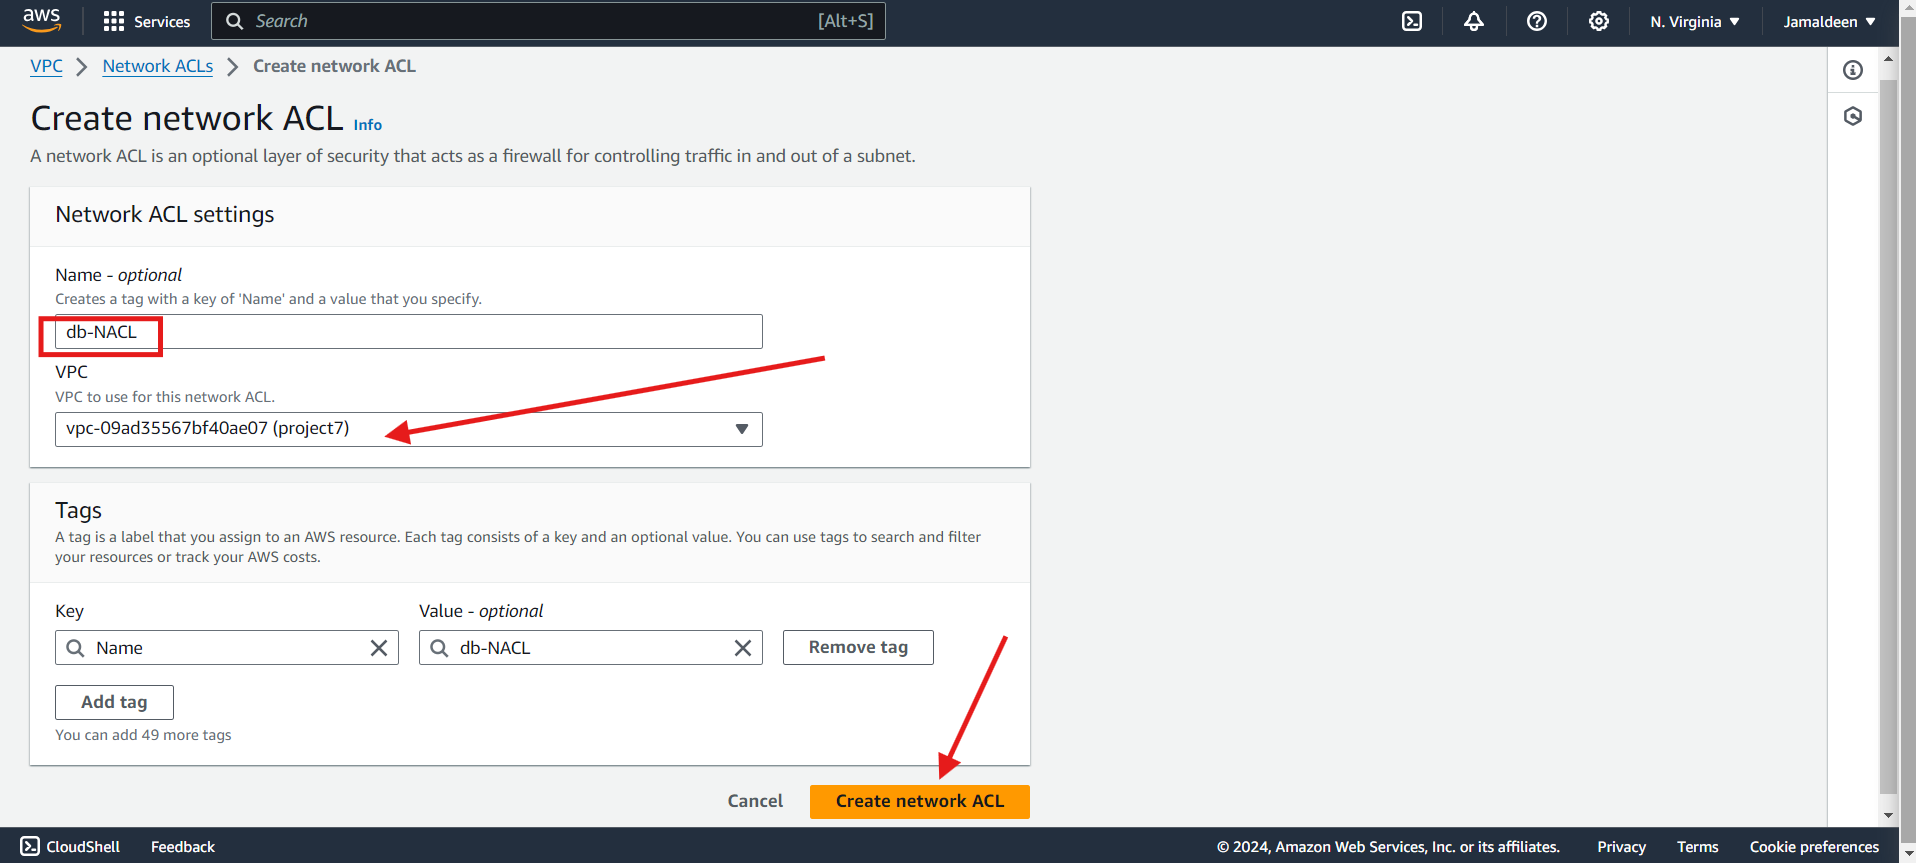 aws
Services
Search
[Alt+S]
N. Virginia
Jamaldeen
VPC
Network ACLs
Create network ACL
Create network ACL Info
A network ACL is an optional layer of security that acts as a firewall for controlling traffic in and out of a subnet.
Network ACL settings
Name - optional
Creates a tag with a key of 'Name' and a value that you specify.
db-NACL
VPC
VPC to use for this network ACL.
vpc-09ad35567bf40ae07 (project7)
Tags
A tag is a label that you assign to an AWS resource. Each tag consists of a key and an optional value. You can use tags to search and filter
your resources or track your AWS costs.
Key
Value - optional
Name
db-NACL
Remove tag
Add tag
You can add 49 more tags
Cancel
Create network ACL
CloudShell
Feedback
© 2024, Amazon Web Services, Inc. or its affiliates.
Privacy
Terms
Cookie preferences